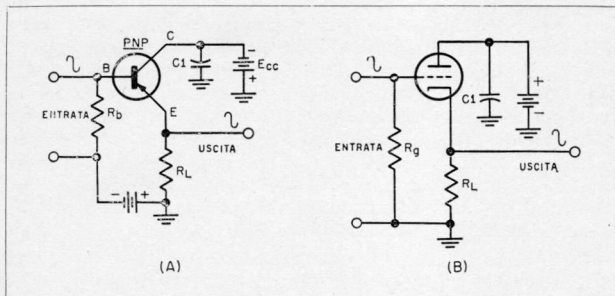 PNP
C
B
C1
- Ecc +
ENTRATA
Rb
E
USCITA
RL
- +
(A)
C1
+
-
ENTRATA
Rg
USCITA
RL
(B)